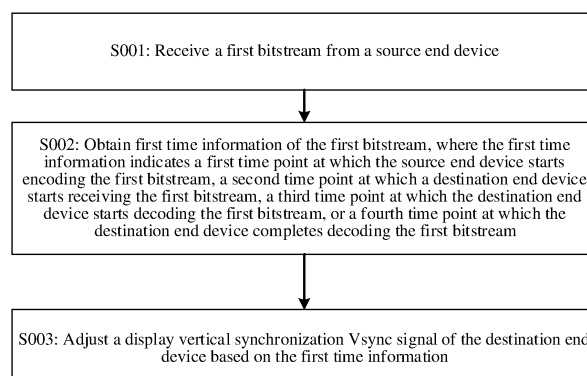 S001: Receive a first bitstream from a source end device
S002: Obtain first time information of the first bitstream, where the first time
information indicates a first time point at which the source end device starts
encoding the first bitstream, a second time point at which a destination end device
starts receiving the first bitstream, a third time point at which the destination end
device starts decoding the first bitstream, or a fourth time point at which the
destination end device completes decoding the first bitstream
S003: Adjust a display vertical synchronization Vsync signal of the destination end
device based on the first time information